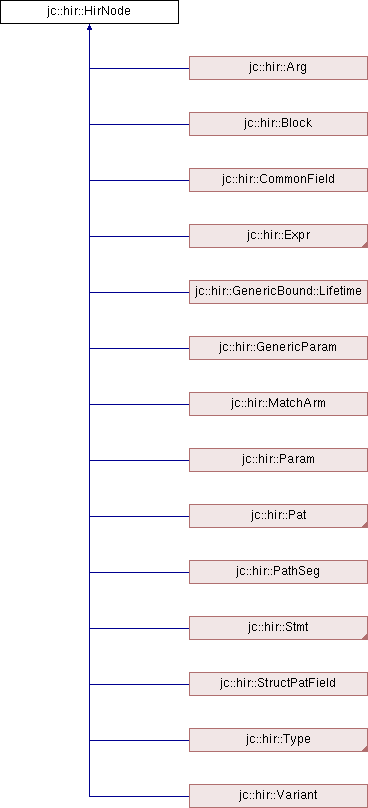 jc::hir::HirNode
jc::hir::Arg
jc::hir::Block
jc::hir::CommonField
jc::hir::Expr
jc::hir::GenericBound::Lifetime
jc::hir::GenericParam
jc::hir::MatchArm
jc::hir::Param
jc::hir::Pat
jc::hir::PathSeg
jc::hir::Stmt
jc::hir::StructPatField
jc::hir::Type
jc::hir::Variant